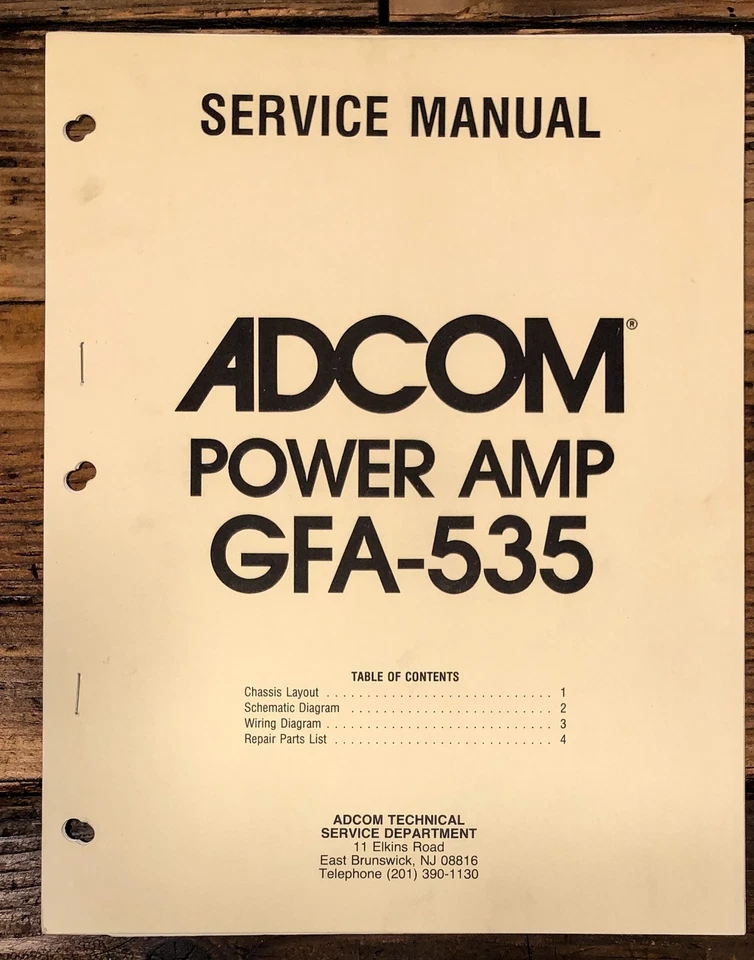 SERVICE MANUAL
ADCOM®
POWER AMP
GFA-535
TABLE OF CONTENTS
Chassis Layout . . . . . . . . . . . . . . . . . . . . . . . . . . . . 1
Schematic Diagram . . . . . . . . . . . . . . . . . . . . . . . . . 2
Wiring Diagram . . . . . . . . . . . . . . . . . . . . . . . . . . . . 3
Repair Parts List . . . . . . . . . . . . . . . . . . . . . . . . . . . 4
ADCOM TECHNICAL
SERVICE DEPARTMENT
11 Elkins Road
East Brunswick, NJ 08816
Telephone (201) 390-1130